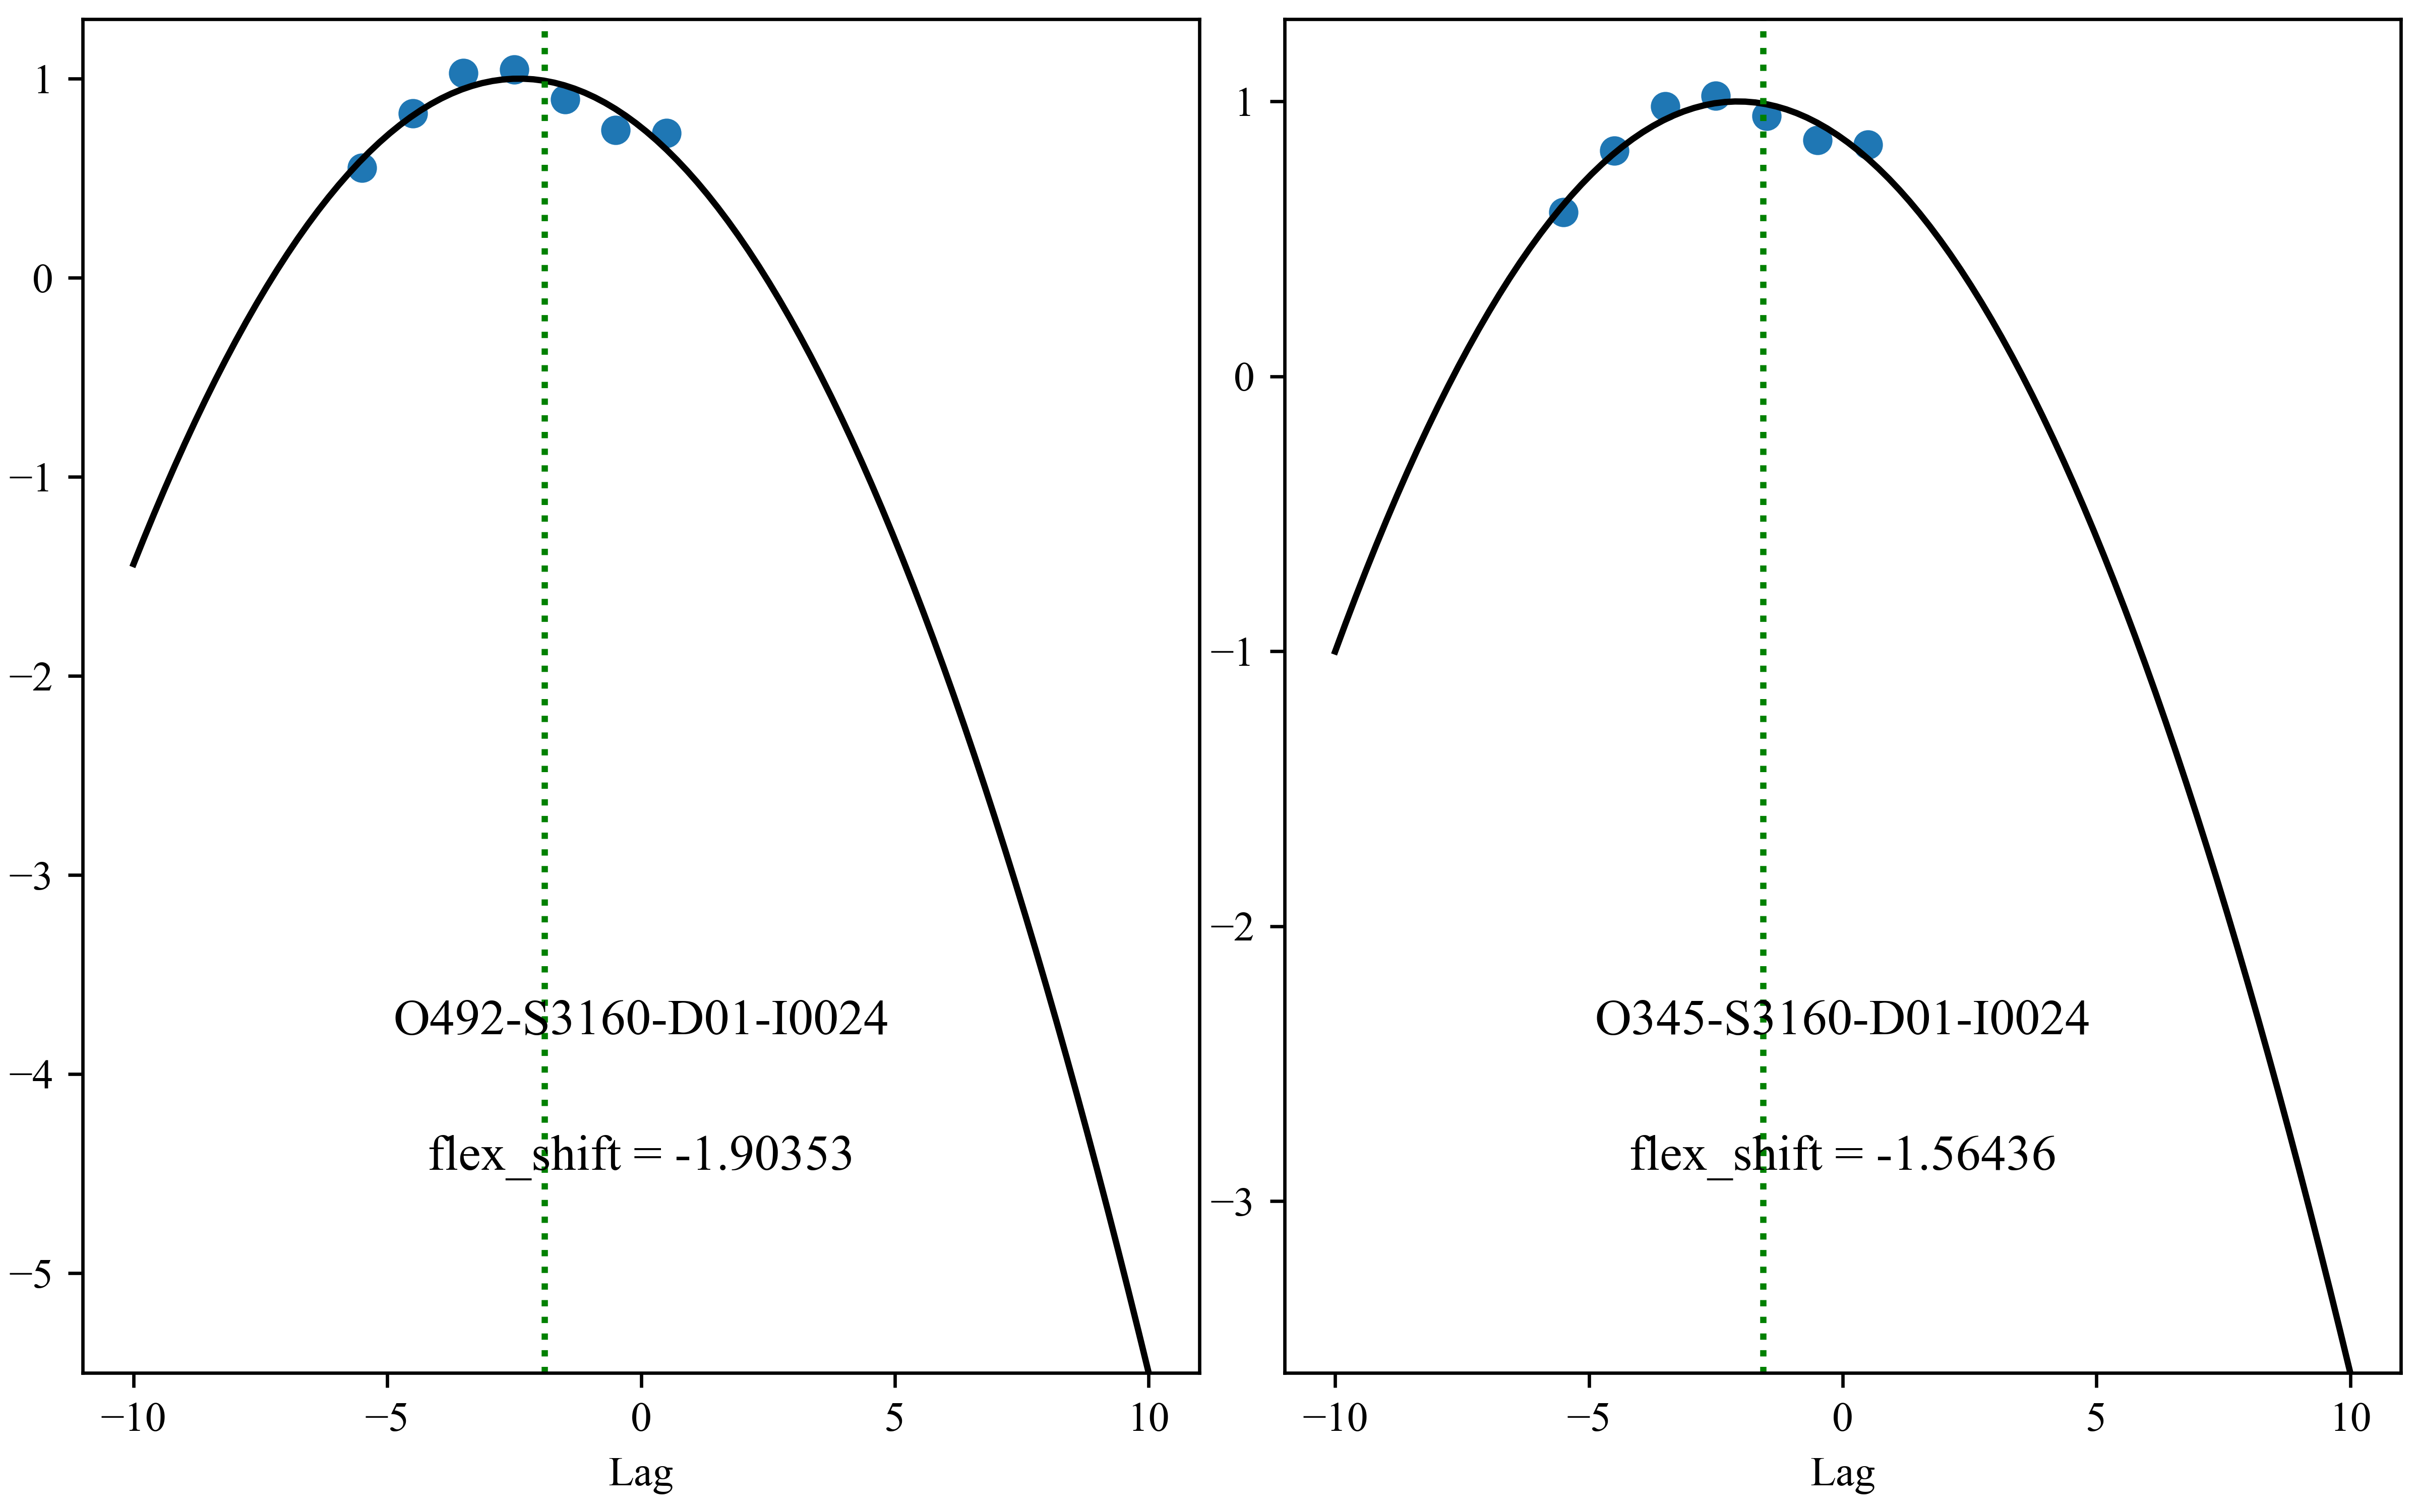 1
0
−1
−2
−3
−4
−5
−10 −5 0 5 10
Lag
O492-S3160-D01-I0024
flex_shift = -1.90353
1
0
−1
−2
−3
−10 −5 0 5 10
Lag
O345-S3160-D01-I0024
flex_shift = -1.56436